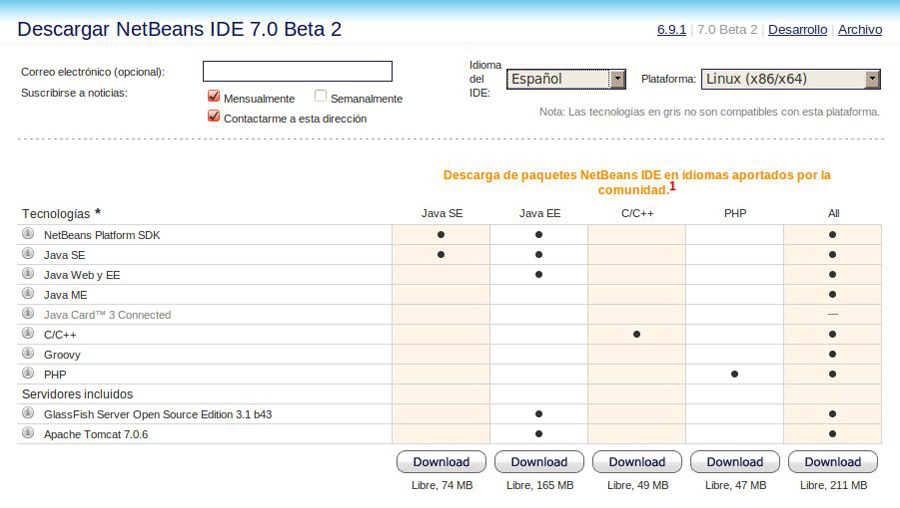 Descargar NetBeans IDE 7.0 Beta 2
6.9.1 | 7.0 Beta 2 | Desarrollo | Archivo
Correo electrónico (opcional):
Suscribirse a noticias:
Mensualmente Semanalmente
Contactarme a esta dirección
Idioma
del
IDE:
Español
Plataforma: Linux (x86/x64)
Nota: Las tecnologías en gris no son compatibles con esta plataforma.
Descarga de paquetes NetBeans IDE en idiomas aportados por la
comunidad.1
Tecnologías * Java SE Java EE C/C++ PHP All
NetBeans Platform SDK ● ● ●
Java SE ● ● ●
Java Web y EE ● ●
Java ME ●
Java Card™ 3 Connected —
C/C++ ● ●
Groovy ●
PHP ● ●
Servidores incluidos
GlassFish Server Open Source Edition 3.1 b43 ● ●
Apache Tomcat 7.0.6 ● ●
Download Download Download Download Download
Libre, 74 MB Libre, 165 MB Libre, 49 MB Libre, 47 MB Libre, 211 MB